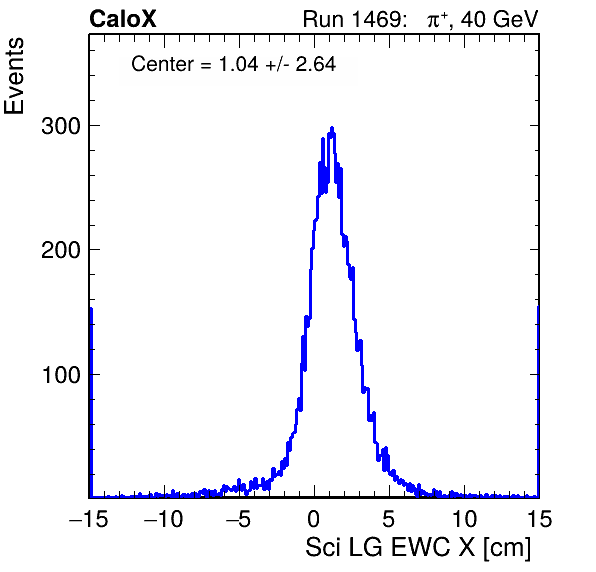 CaloX Run 1469: π⁺, 40 GeV
Center = 1.04 +/- 2.64
Events
300
200
100
−15 −10 −5 0 5 10 15
Sci LG EWC X [cm]